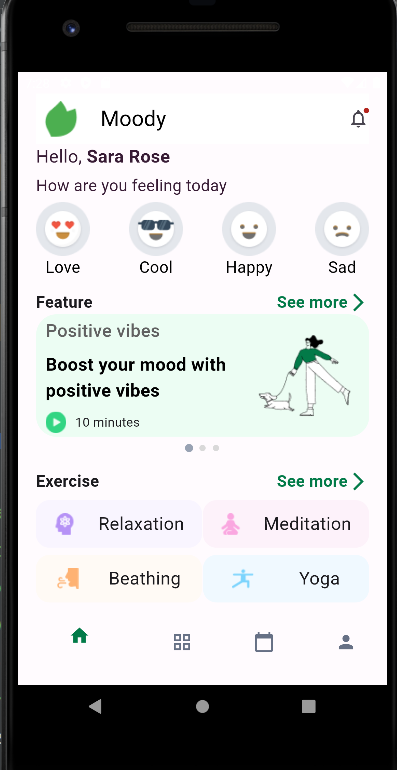 Moody
Hello, Sara Rose
How are you feeling today
Love Cool Happy Sad
Feature See more
Positive vibes
Boost your mood with
positive vibes
10 minutes
Exercise See more
Relaxation Meditation
Beathing Yoga